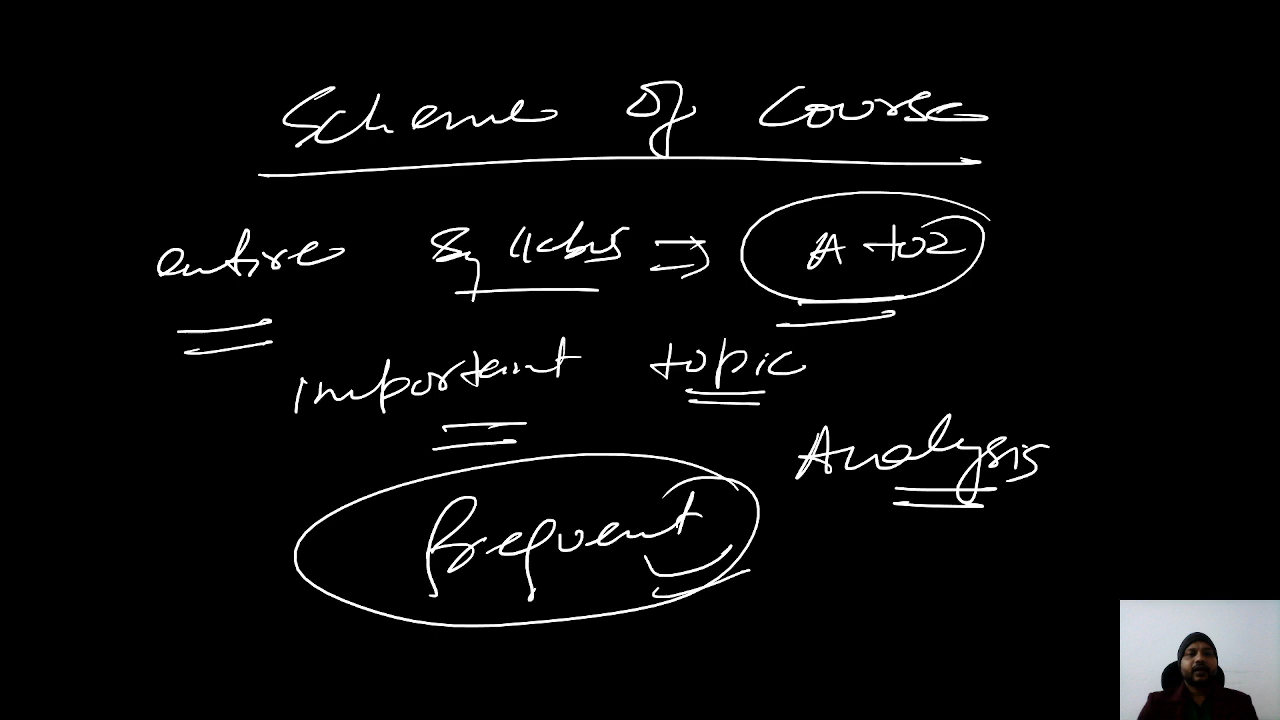 Scheme of course
entire Syllabus ⇒ A to Z
important topic
Analysis
frequent